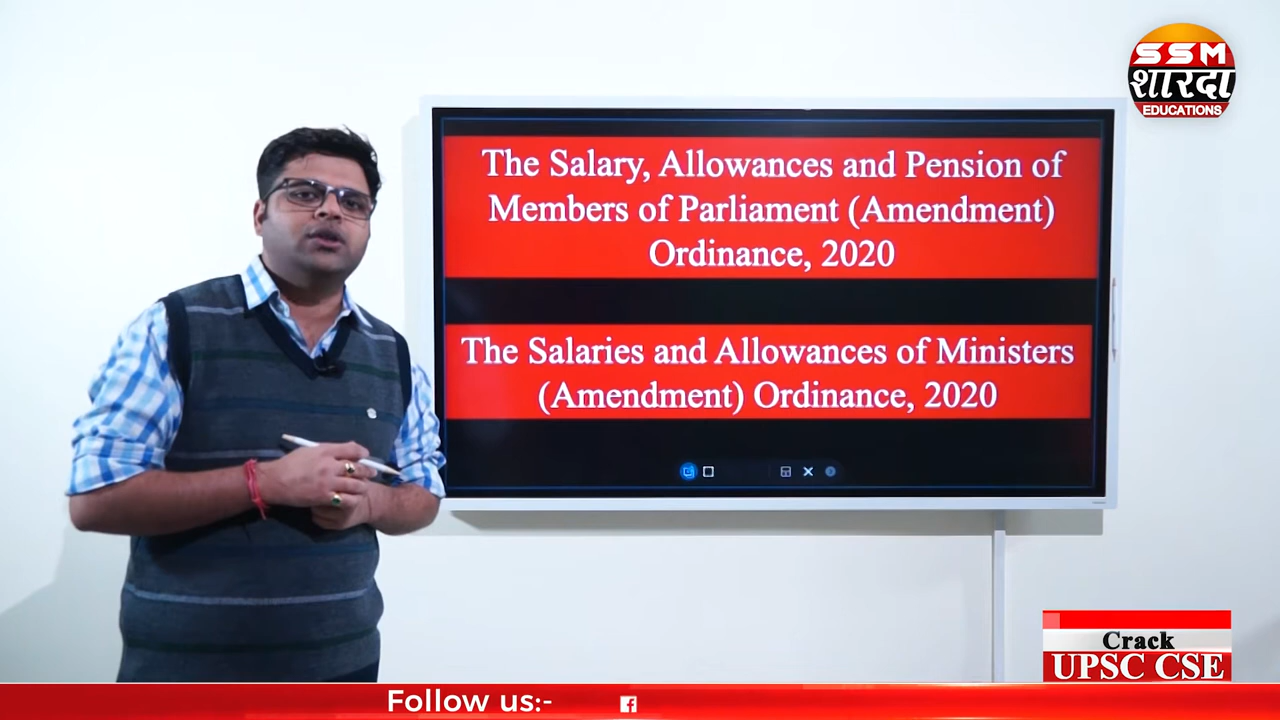 SSM
शारदा
EDUCATIONS
The Salary, Allowances and Pension of
Members of Parliament (Amendment)
Ordinance, 2020
The Salaries and Allowances of Ministers
(Amendment) Ordinance, 2020
Crack
UPSC CSE
Follow us:-